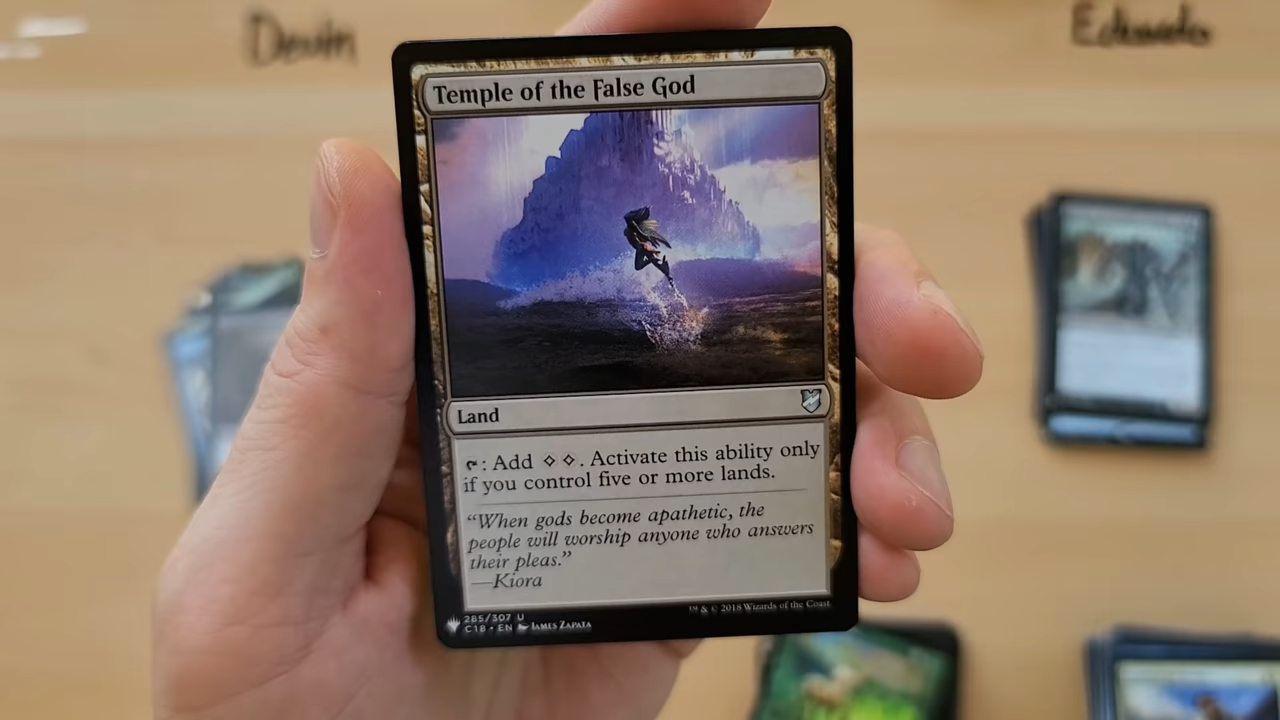 Devin
Eduardo
Temple of the False God
Land
: Add . Activate this ability only
if you control five or more lands.
“When gods become apathetic, the
people will worship anyone who answers
their pleas.”
—Kiora
285/307 U
C18 • EN James Zapata
™ & © 2018 Wizards of the Coast